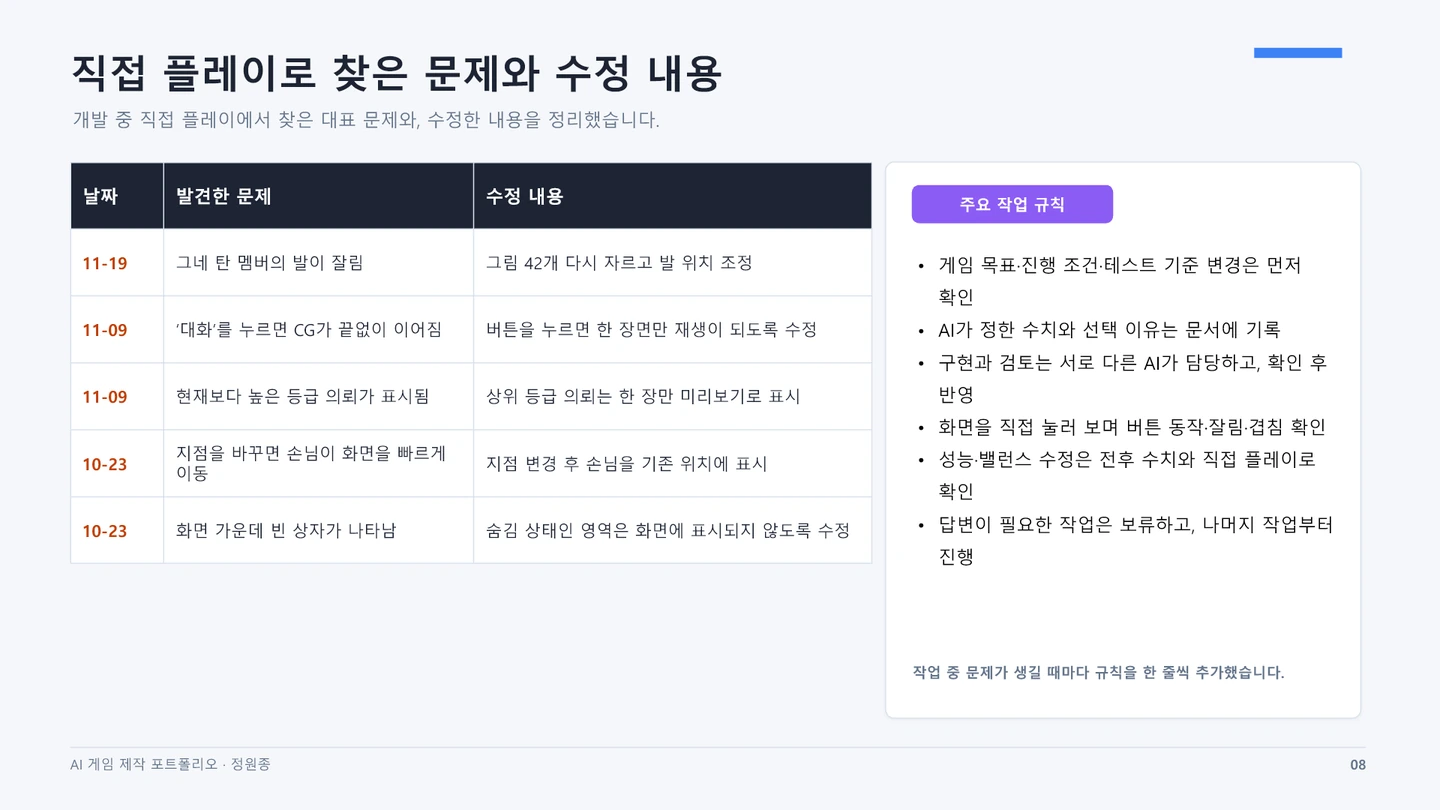 직접 플레이로 찾은 문제와 수정 내용
개발 중 직접 플레이에서 찾은 대표 문제와, 수정한 내용을 정리했습니다.
날짜 발견한 문제 수정 내용
11-19 그네 탄 멤버의 발이 잘림 그림 42개 다시 자르고 발 위치 조정
11-09 '대화'를 누르면 CG가 끝없이 이어짐 버튼을 누르면 한 장면만 재생이 되도록 수정
11-09 현재보다 높은 등급 의뢰가 표시됨 상위 등급 의뢰는 한 장만 미리보기로 표시
10-23 지점을 바꾸면 손님이 화면을 빠르게
이동 지점 변경 후 손님을 기존 위치에 표시
10-23 화면 가운데 빈 상자가 나타남 숨김 상태인 영역은 화면에 표시되지 않도록 수정
주요 작업 규칙
• 게임 목표·진행 조건·테스트 기준 변경은 먼저
확인
• AI가 정한 수치와 선택 이유는 문서에 기록
• 구현과 검토는 서로 다른 AI가 담당하고, 확인 후
반영
• 화면을 직접 눌러 보며 버튼 동작·잘림·겹침 확인
• 성능·밸런스 수정은 전후 수치와 직접 플레이로
확인
• 답변이 필요한 작업은 보류하고, 나머지 작업부터
진행
작업 중 문제가 생길 때마다 규칙을 한 줄씩 추가했습니다.
AI 게임 제작 포트폴리오 · 정원종
08